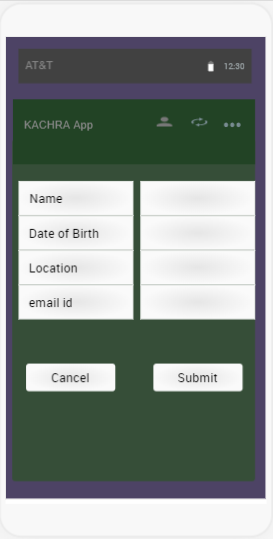 AT&T 12:30
KACHRA App
Name
Date of Birth
Location
email id
Cancel Submit